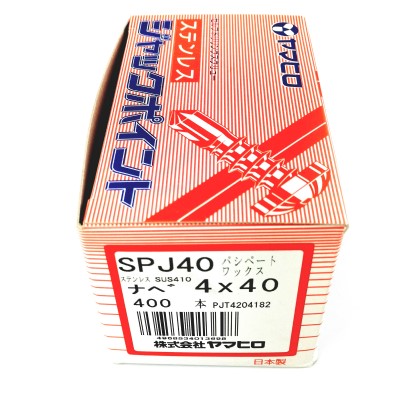 ヤマヒロ
ステンレス
ジャックポイント
SPJ40 パシペート
ワックス
ステンレス SUS410
ナベ 4×40
400 本 PJT4204182
株式会社ヤマヒロ
日本製